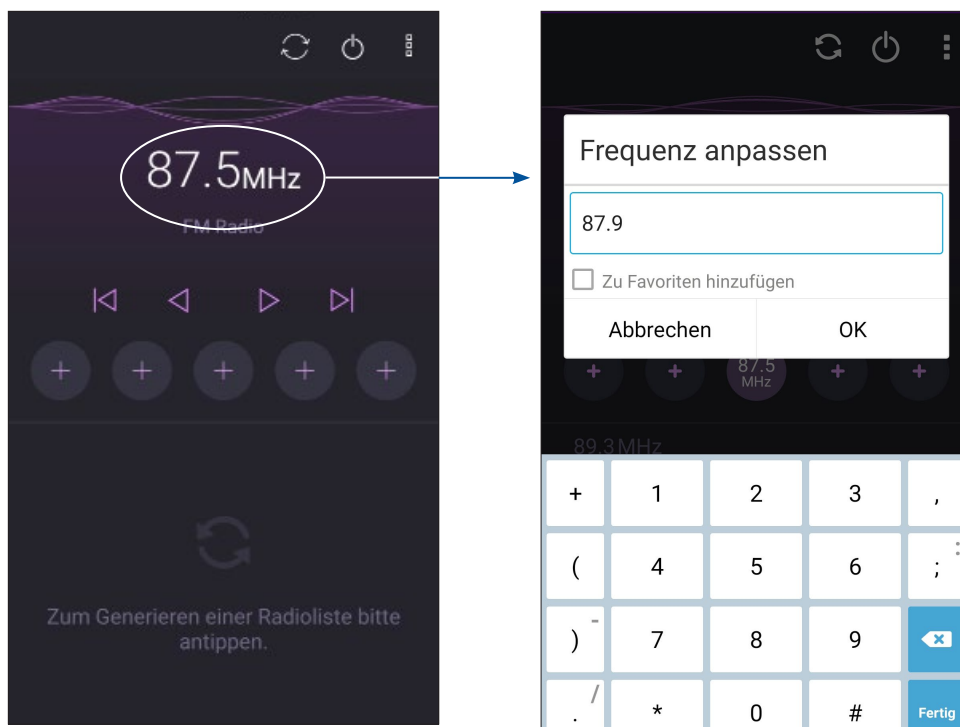 87.5MHz
FM Radio
+ + + + +
Zum Generieren einer Radioliste bitte
antippen.
Frequenz anpassen
87.9
Zu Favoriten hinzufügen
Abbrechen OK
+ + 87.5 + +
MHz
89.3 MHz
+ 1 2 3 ,
( 4 5 6 ; :
) - 7 8 9
. / * 0 # Fertig